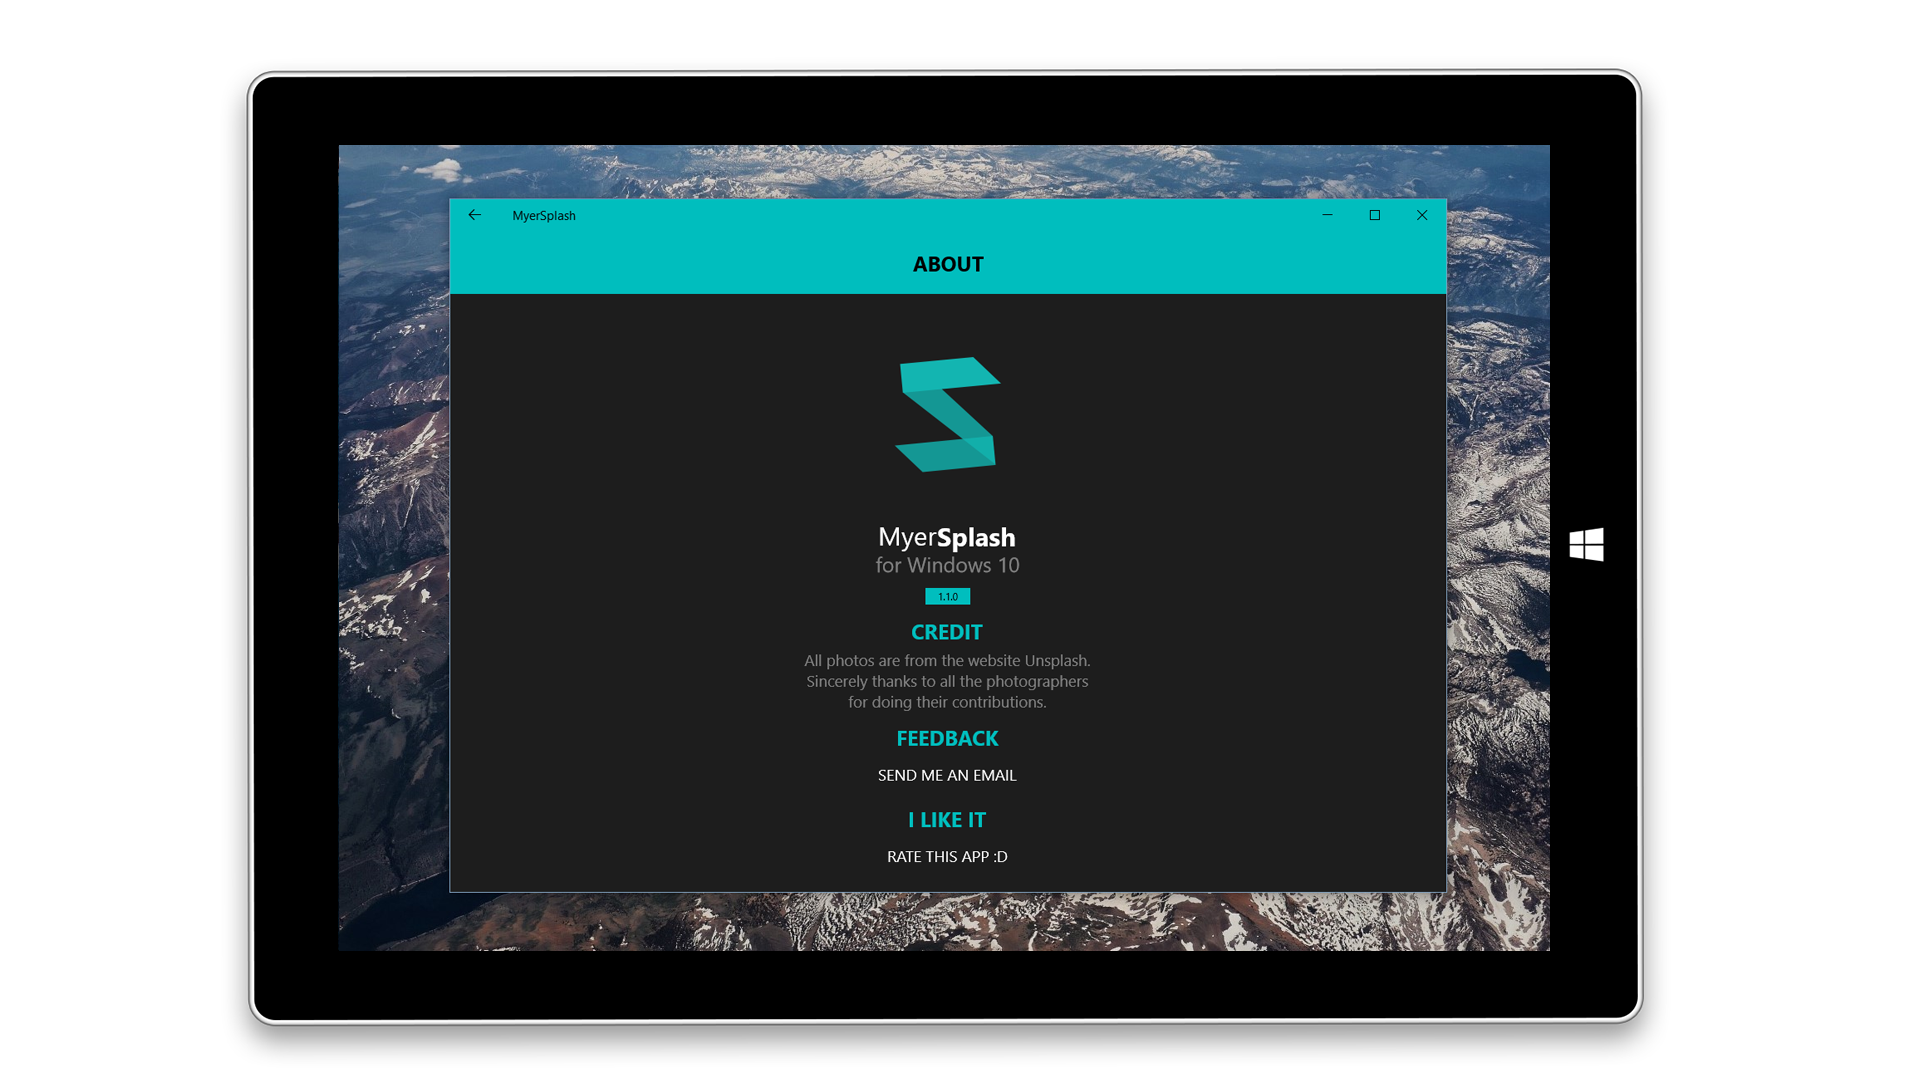 MyerSplash
ABOUT
MyerSplash
for Windows 10
1.1.0
CREDIT
All photos are from the website Unsplash.
Sincerely thanks to all the photographers
for doing their contributions.
FEEDBACK
SEND ME AN EMAIL
I LIKE IT
RATE THIS APP :D